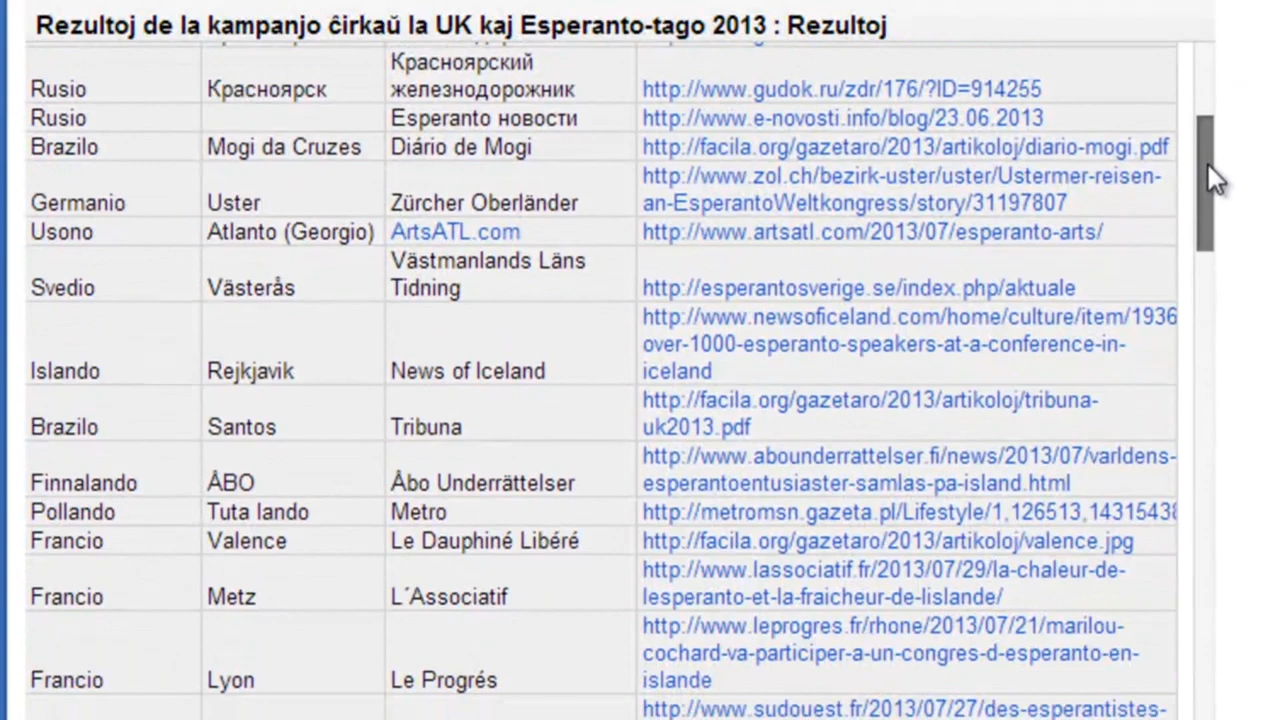 Rezultoj de la kampanjo ĉirkaŭ la UK kaj Esperanto-tago 2013 : Rezultoj
Rusio Красноярск Красноярский
железнодорожник http://www.gudok.ru/zdr/176/?ID=914255
Rusio Esperanto новости http://www.e-novosti.info/blog/23.06.2013
Brazilo Mogi da Cruzes Diário de Mogi http://facila.org/gazetaro/2013/artikoloj/diario-mogi.pdf
Germanio Uster Zürcher Oberländer http://www.zol.ch/bezirk-uster/uster/Ustermer-reisen-
an-EsperantoWeltkongress/story/31197807
Usono Atlanto (Georgio) ArtsATL.com http://www.artsatl.com/2013/07/esperanto-arts/
Svedio Västerås Västmanlands Läns
Tidning http://esperantosverige.se/index.php/aktuale
Islando Rejkjavik News of Iceland http://www.newsoficeland.com/home/culture/item/1936
over-1000-esperanto-speakers-at-a-conference-in-
iceland
Brazilo Santos Tribuna http://facila.org/gazetaro/2013/artikoloj/tribuna-
uk2013.pdf
Finnalando ÅBO Åbo Underrättelser http://www.abounderrattelser.fi/news/2013/07/varldens-
esperantoentusiaster-samlas-pa-island.html
Pollando Tuta lando Metro http://metromsn.gazeta.pl/Lifestyle/1,126513,14315438
Francio Valence Le Dauphiné Libéré http://facila.org/gazetaro/2013/artikoloj/valence.jpg
Francio Metz L´Associatif http://www.lassociatif.fr/2013/07/29/la-chaleur-de-
lesperanto-et-la-fraicheur-de-lislande/
Francio Lyon Le Progrés http://www.leprogres.fr/rhone/2013/07/21/marilou-
cochard-va-participer-a-un-congres-d-esperanto-en-
islande
http://www.sudouest.fr/2013/07/27/des-esperantistes-